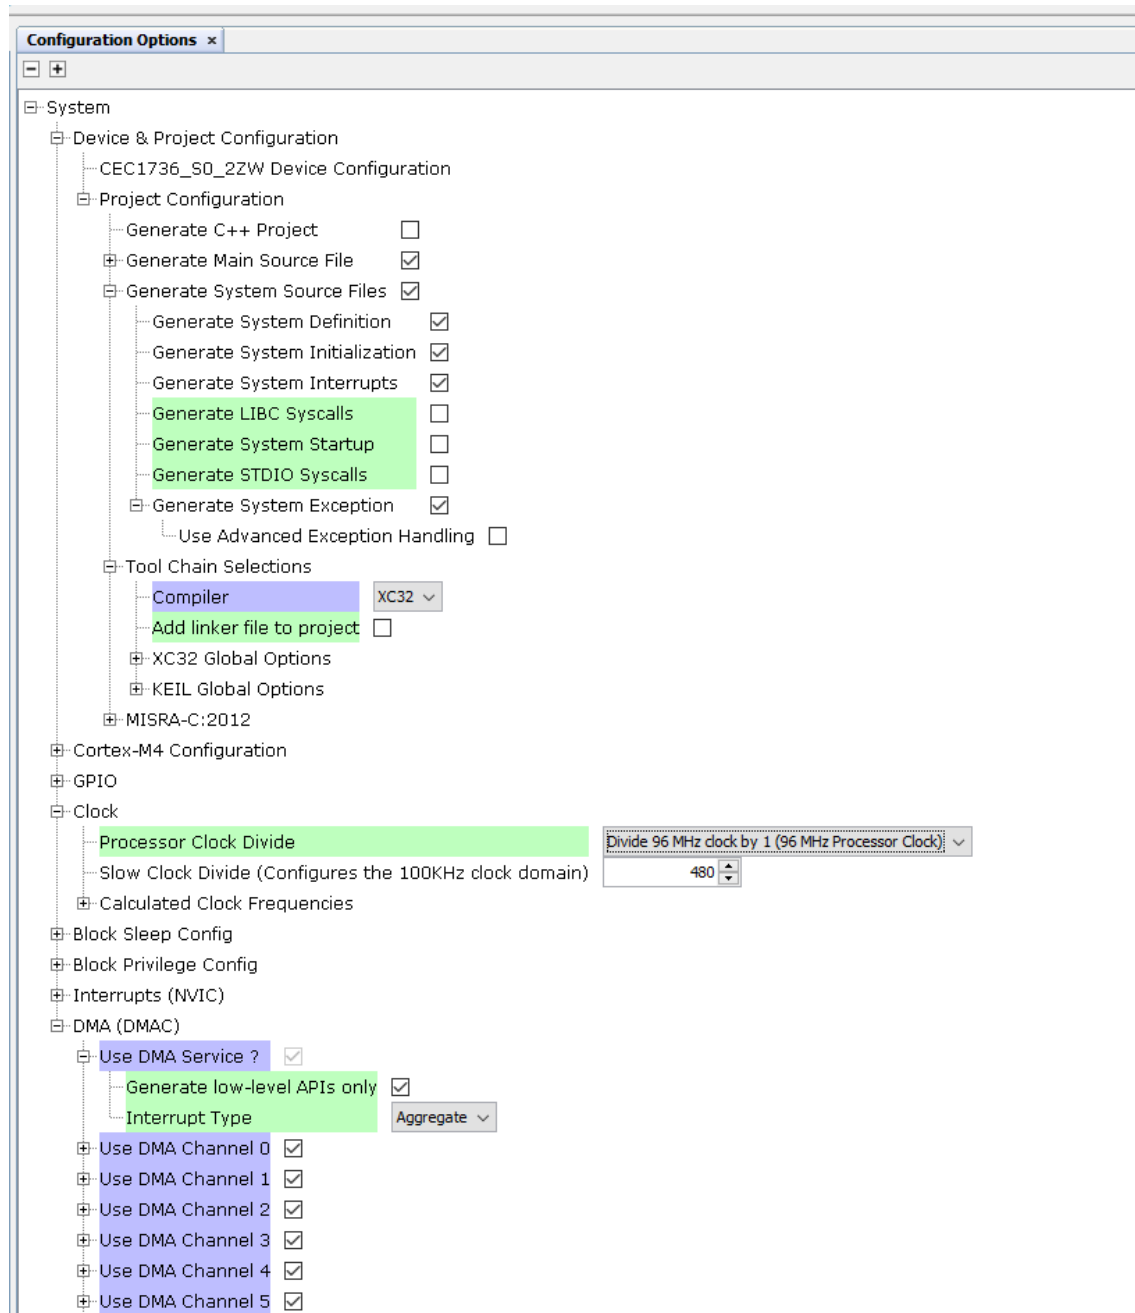 Configuration Options ×
System
Device & Project Configuration
CEC1736_S0_2ZW Device Configuration
Project Configuration
Generate C++ Project
Generate Main Source File
Generate System Source Files
Generate System Definition
Generate System Initialization
Generate System Interrupts
Generate LIBC Syscalls
Generate System Startup
Generate STDIO Syscalls
Generate System Exception
Use Advanced Exception Handling
Tool Chain Selections
Compiler XC32
Add linker file to project
XC32 Global Options
KEIL Global Options
MISRA-C:2012
Cortex-M4 Configuration
GPIO
Clock
Processor Clock Divide Divide 96 MHz clock by 1 (96 MHz Processor Clock)
Slow Clock Divide (Configures the 100KHz clock domain) 480
Calculated Clock Frequencies
Block Sleep Config
Block Privilege Config
Interrupts (NVIC)
DMA (DMAC)
Use DMA Service ?
Generate low-level APIs only
Interrupt Type Aggregate
Use DMA Channel 0
Use DMA Channel 1
Use DMA Channel 2
Use DMA Channel 3
Use DMA Channel 4
Use DMA Channel 5